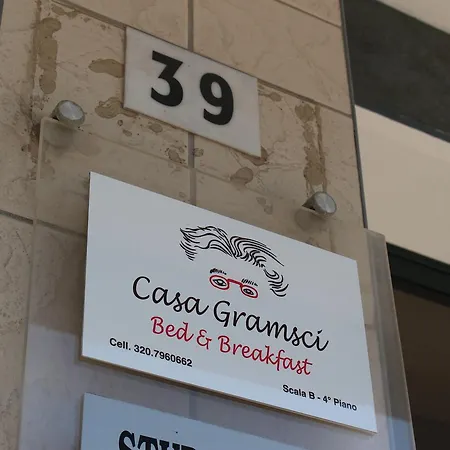 39
Casa Gramsci
Bed & Breakfast
Cell. 320.7960662
Scala B - 4° Piano